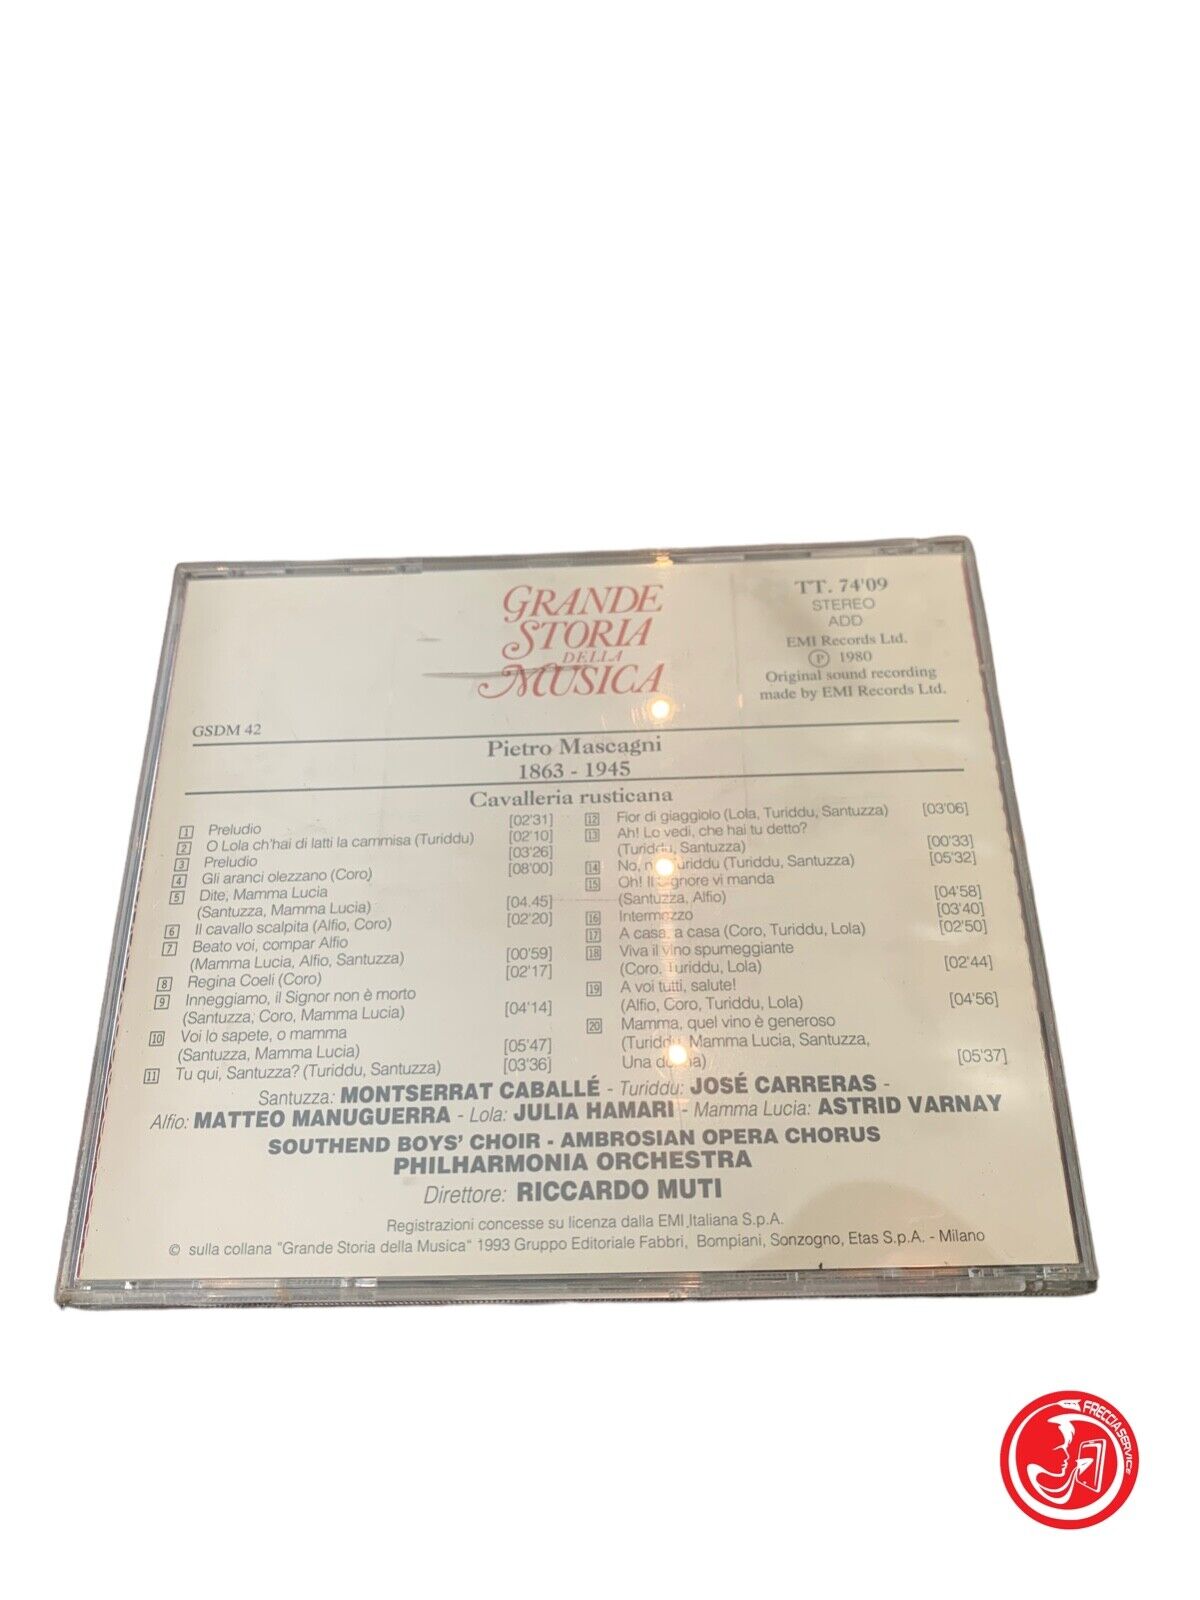 GRANDE
STORIA
DELLA
MUSICA
TT. 74'09
STEREO
ADD
EMI Records Ltd.
Ⓟ 1980
Original sound recording
made by EMI Records Ltd.
GSDM 42
Pietro Mascagni
1863 - 1945
Cavalleria rusticana
1 Preludio [02'31]
2 O Lola ch'hai di latti la cammisa (Turiddu) [02'10]
3 Preludio [03'26]
4 Gli aranci olezzano (Coro) [08'00]
5 Dite, Mamma Lucia
(Santuzza, Mamma Lucia) [04.45]
6 Il cavallo scalpita (Alfio, Coro) [02'20]
7 Beato voi, compar Alfio
(Mamma Lucia, Alfio, Santuzza) [00'59]
8 Regina Coeli (Coro) [02'17]
9 Inneggiamo, il Signor non è morto
(Santuzza, Coro, Mamma Lucia) [04'14]
10 Voi lo sapete, o mamma
(Santuzza, Mamma Lucia) [05'47]
11 Tu qui, Santuzza? (Turiddu, Santuzza) [03'36]
12 Fior di giaggiolo (Lola, Turiddu, Santuzza) [03'06]
13 Ah! Lo vedi, che hai tu detto?
(Turiddu, Santuzza) [00'33]
14 No, no Turiddu (Turiddu, Santuzza) [05'32]
15 Oh! Il Signore vi manda
(Santuzza, Alfio) [04'58]
16 Intermezzo [03'40]
17 A casa, a casa (Coro, Turiddu, Lola) [02'50]
18 Viva il vino spumeggiante
(Coro, Turiddu, Lola) [02'44]
19 A voi tutti, salute!
(Alfio, Coro, Turiddu, Lola) [04'56]
20 Mamma, quel vino è generoso
(Turiddu, Mamma Lucia, Santuzza,
Una donna) [05'37]
Santuzza: MONTSERRAT CABALLÉ - Turiddu: JOSÉ CARRERAS -
Alfio: MATTEO MANUGUERRA - Lola: JULIA HAMARI - Mamma Lucia: ASTRID VARNAY
SOUTHEND BOYS' CHOIR - AMBROSIAN OPERA CHORUS
PHILHARMONIA ORCHESTRA
Direttore: RICCARDO MUTI
Registrazioni concesse su licenza dalla EMI Italiana S.p.A.
© sulla collana "Grande Storia della Musica" 1993 Gruppo Editoriale Fabbri, Bompiani, Sonzogno, Etas S.p.A. - Milano
FRECCIASERVICE